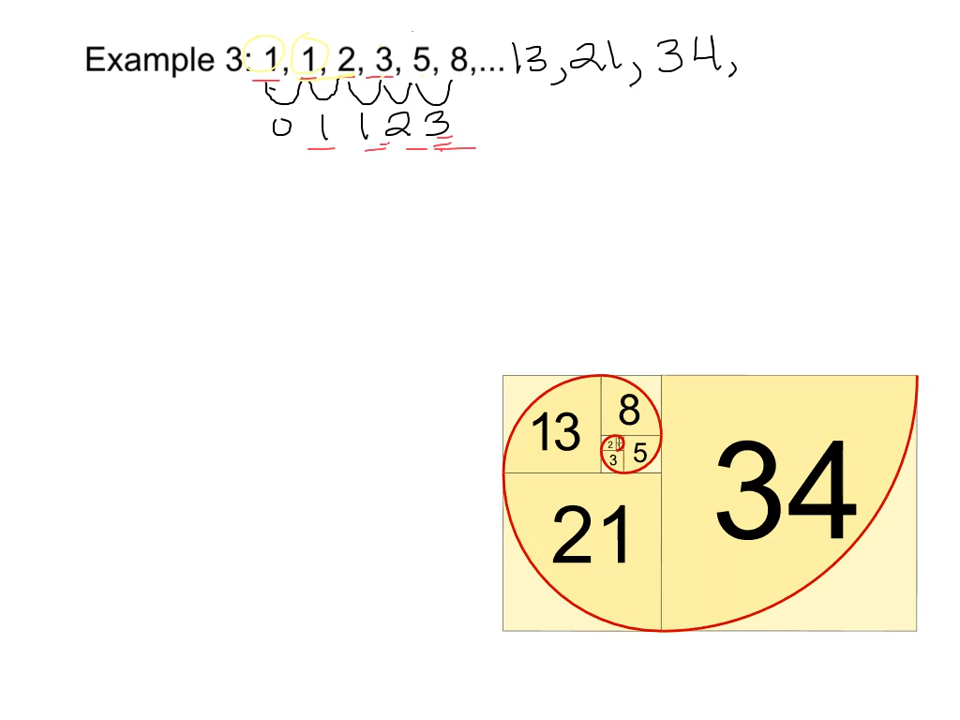 Example 3: 1, 1, 2, 3, 5, 8,... 13, 21, 34,
0 1 1 2 3
13 8
2
3 5
21 34